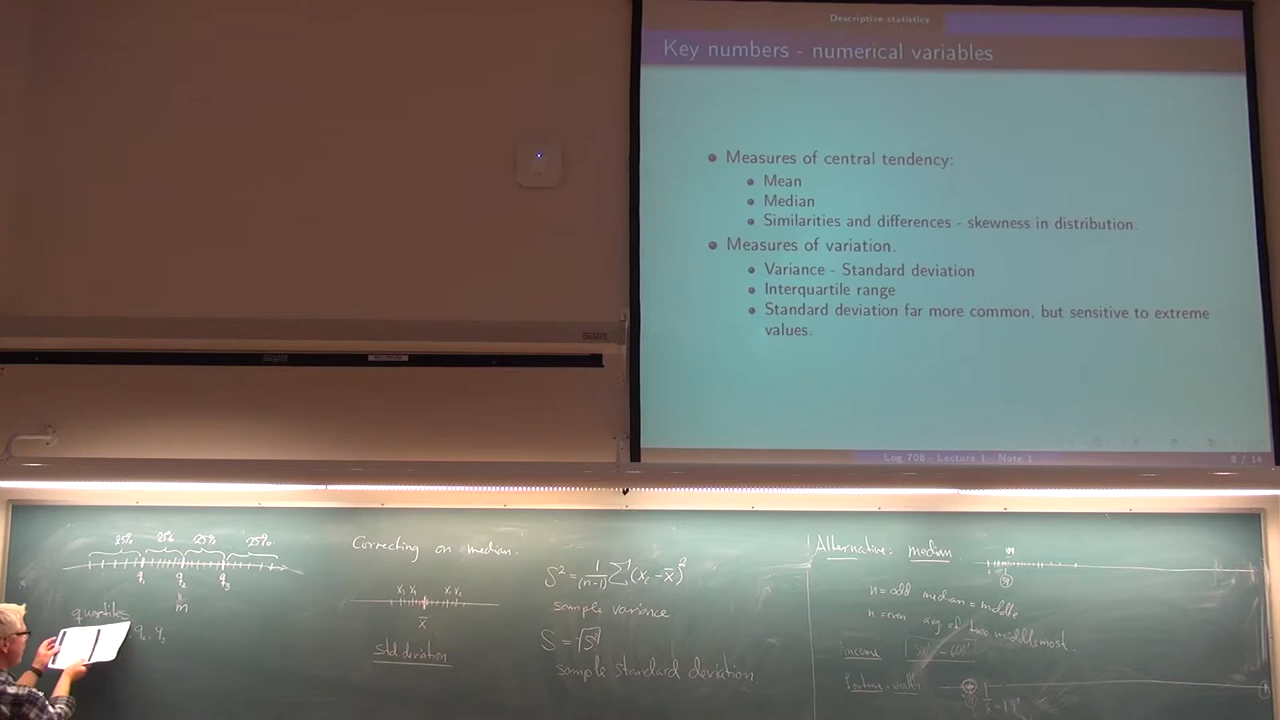 Descriptive statistics
Key numbers - numerical variables
Measures of central tendency:
Mean
Median
Similarities and differences - skewness in distribution.
Measures of variation.
Variance - Standard deviation
Interquartile range
Standard deviation far more common, but sensitive to extreme
values.
Log 708 - Lecture 1 - Note 1
8 / 14
25% 25% 25% 25%
q₁ q₂ q₃
m
quartiles
q₂, q₃
Correcting on median.
x̄
std deviation
S² = 1/(n-1) Σ(xᵢ - x̄)²
sample variance
S = √S²
sample standard deviation
Alternative: median
n = odd median = middle
n = even avg of two middlemost.
Income 300' - 600'